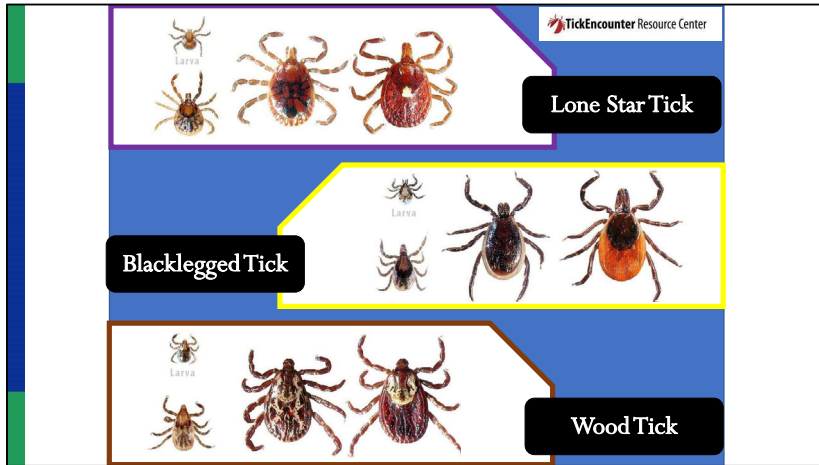 TickEncounter Resource Center
Larva
Lone Star Tick
Larva
Blacklegged Tick
Larva
Wood Tick